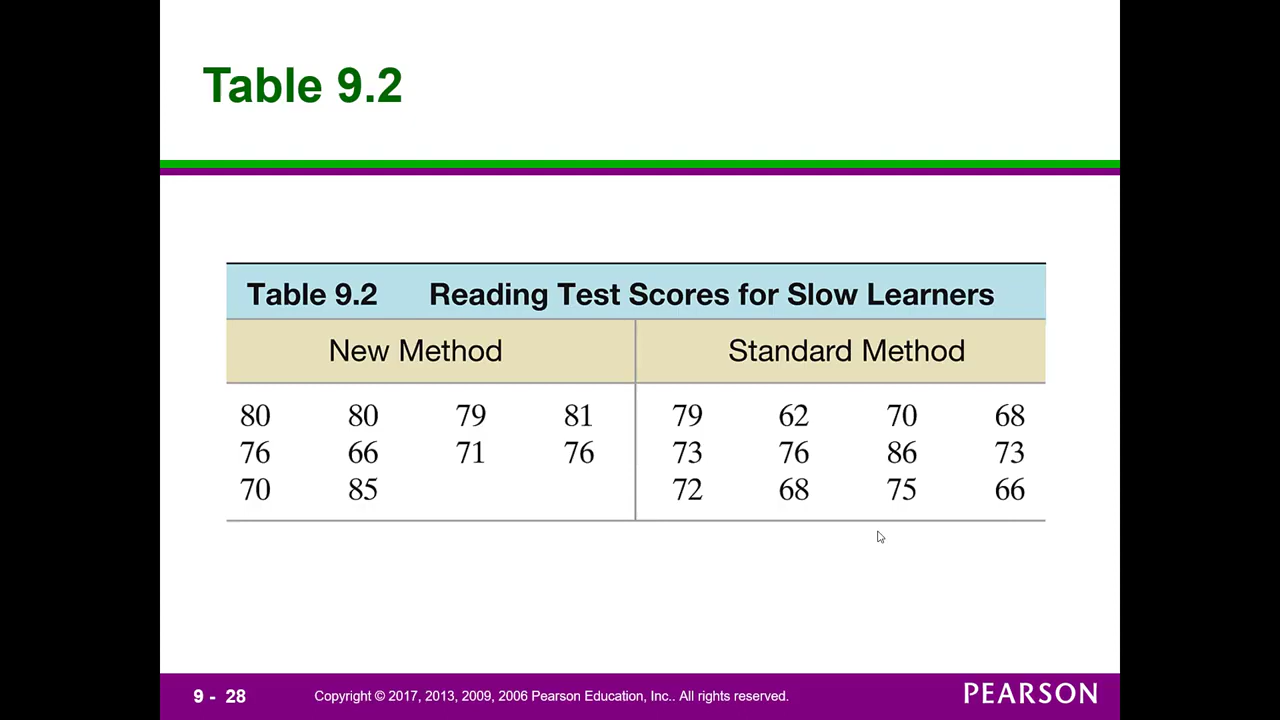 Table 9.2
Table 9.2 Reading Test Scores for Slow Learners
New Method Standard Method
80 80 79 81 79 62 70 68
76 66 71 76 73 76 86 73
70 85 72 68 75 66
9 - 28 Copyright © 2017, 2013, 2009, 2006 Pearson Education, Inc.. All rights reserved. PEARSON